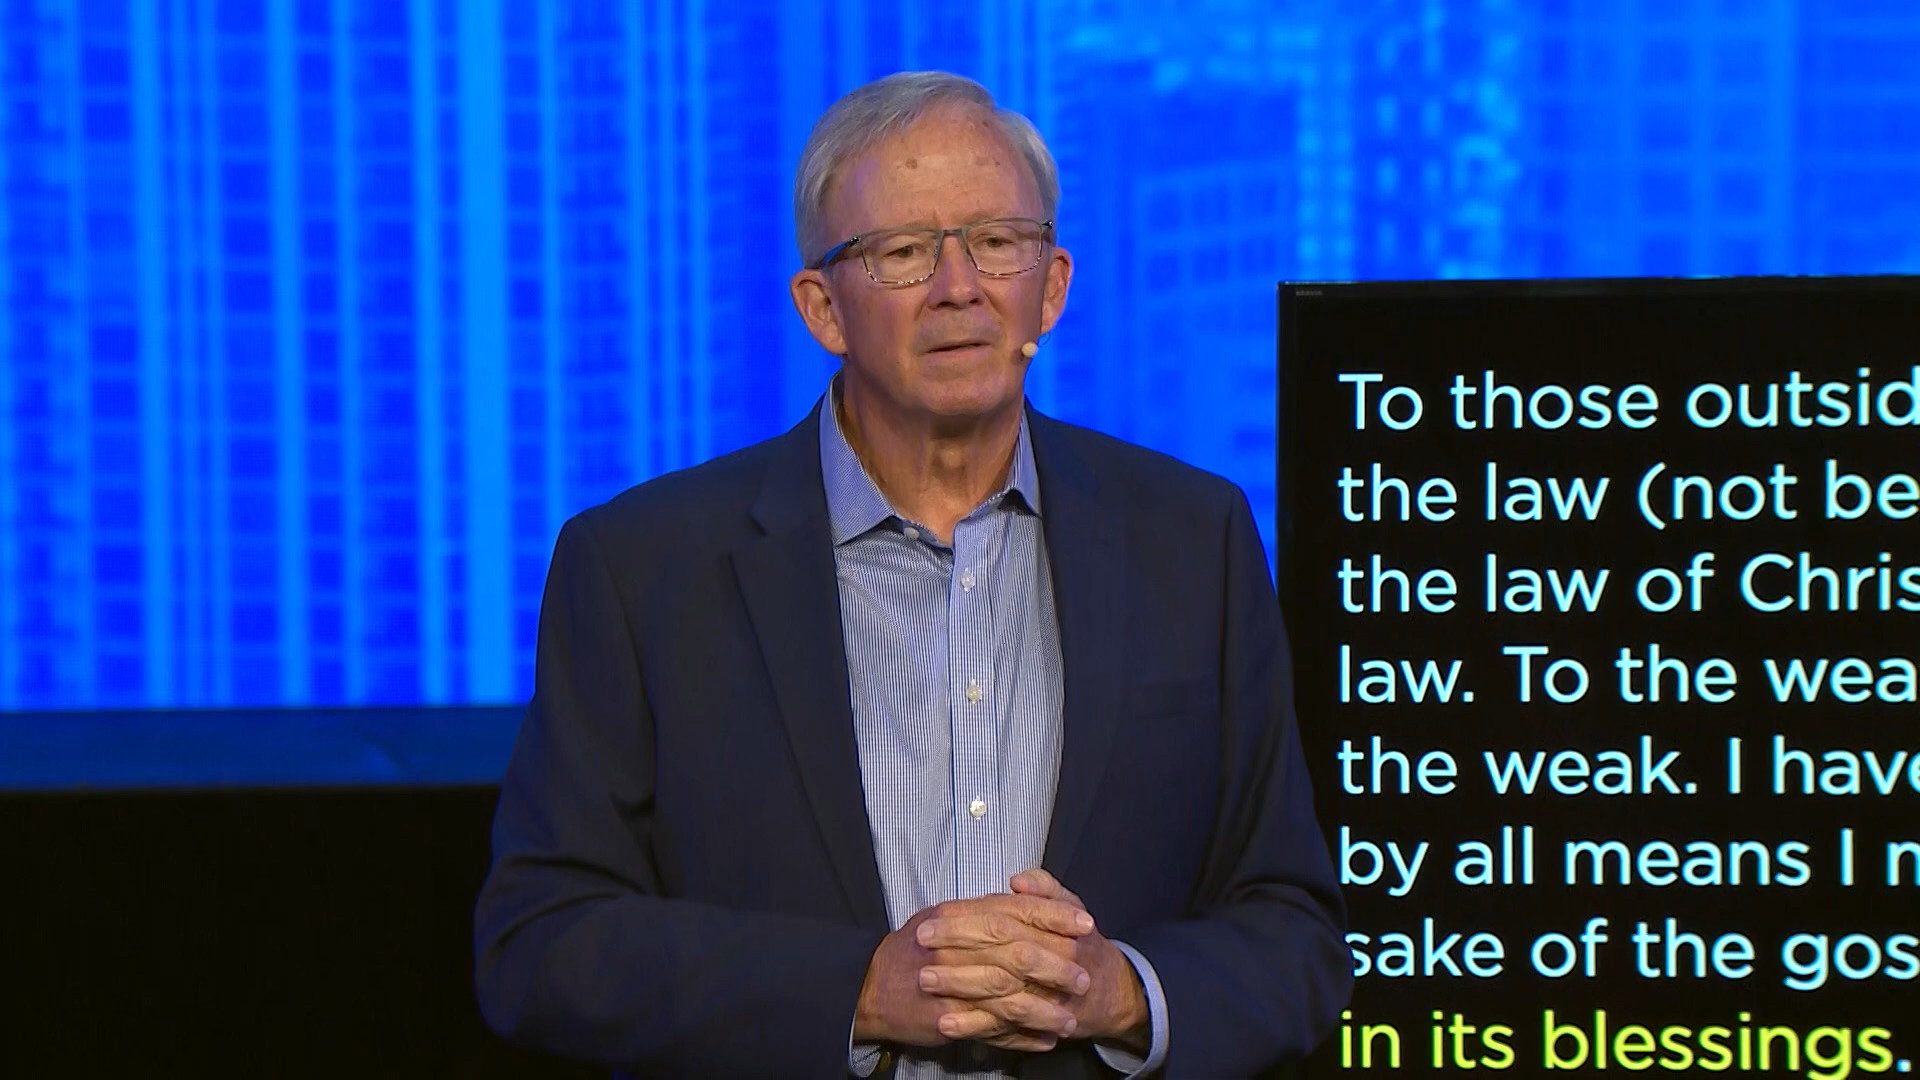 To those outsid
the law (not be
the law of Chris
law. To the wea
the weak. I have
by all means I m
sake of the gos
in its blessings.